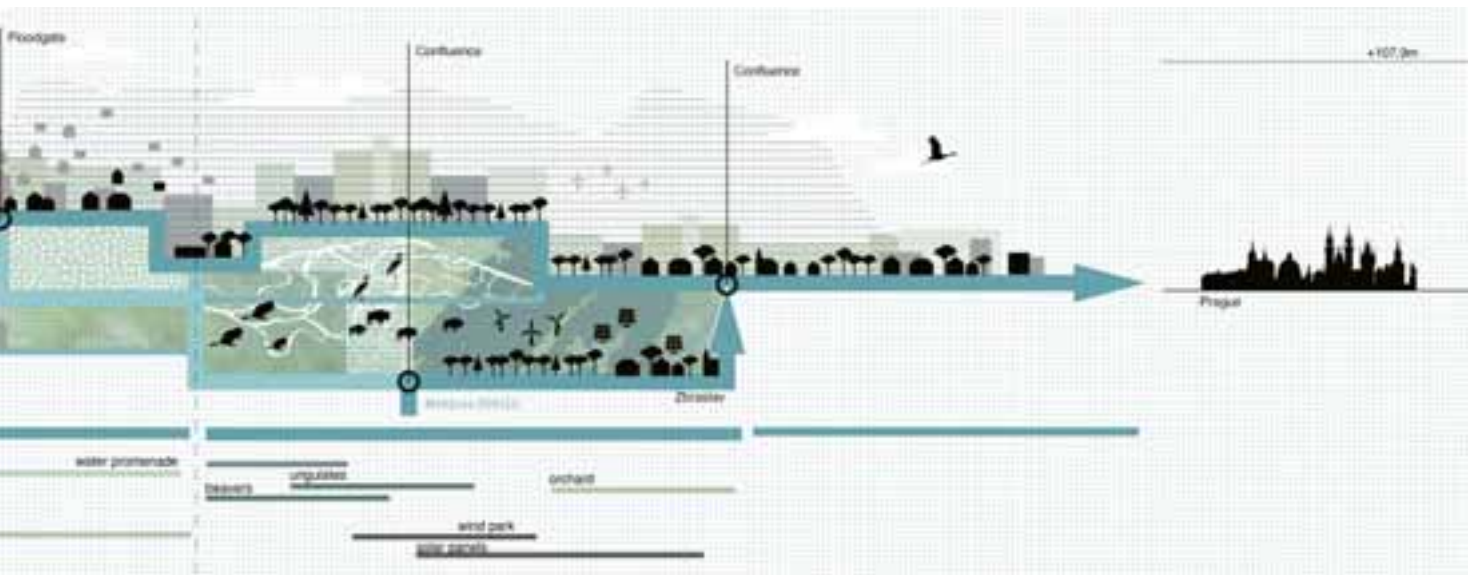 Floodgate
Confluence
Confluence
+107,9m
Prague
Zbraslav
water promenade
ungulates
beavers
orchard
wind park
solar panels